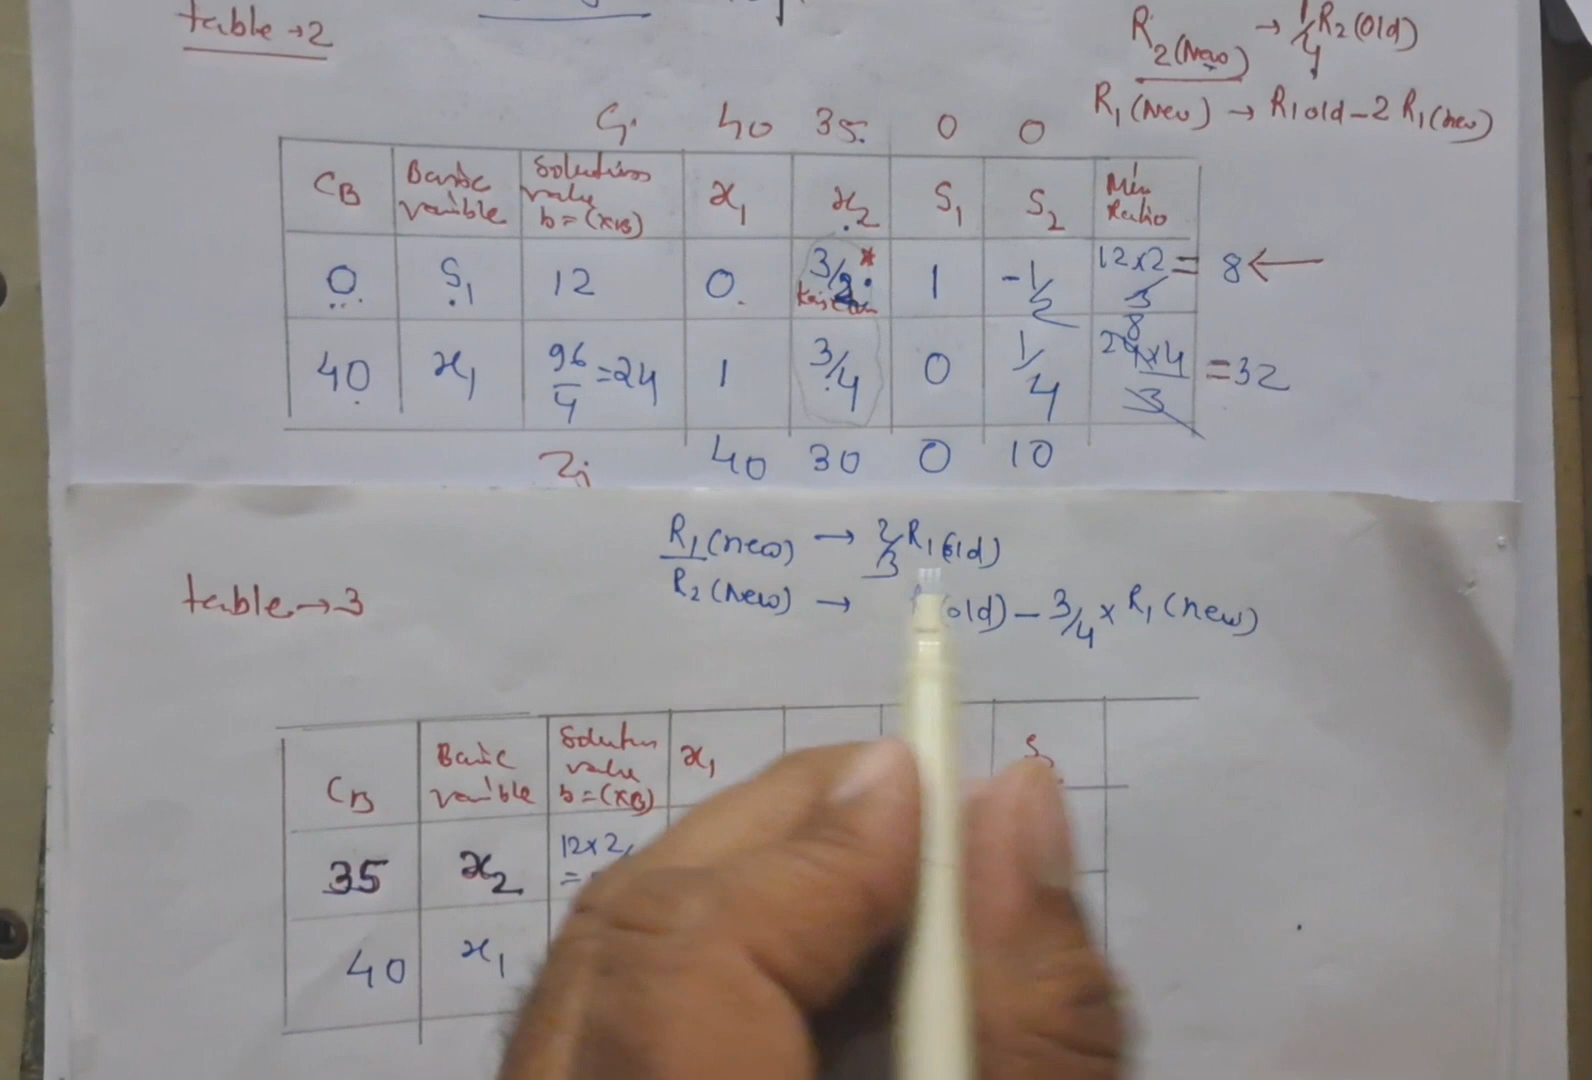 table → 2
R2(New) → 1/4 R2(Old)
R1(New) → R1old - 2 R1(new)
Cj 40 35 0 0
CB Basic variable Solution value b=(XB) x1 x2 S1 S2 Min Ratio
0 S1 12 0 3/2* 1 -1/2 12×2/3 = 8 ←
40 x1 96/4 = 24 1 3/4 0 1/4 24×4/3 8 = 32
Zj 40 30 0 10
R1(new) → 2/3 R1(old)
table → 3
R2(New) → (old) - 3/4 × R1(new)
CB Basic variable Solution value b=(XB) x1 S
35 x2 12×2/ =
40 x1